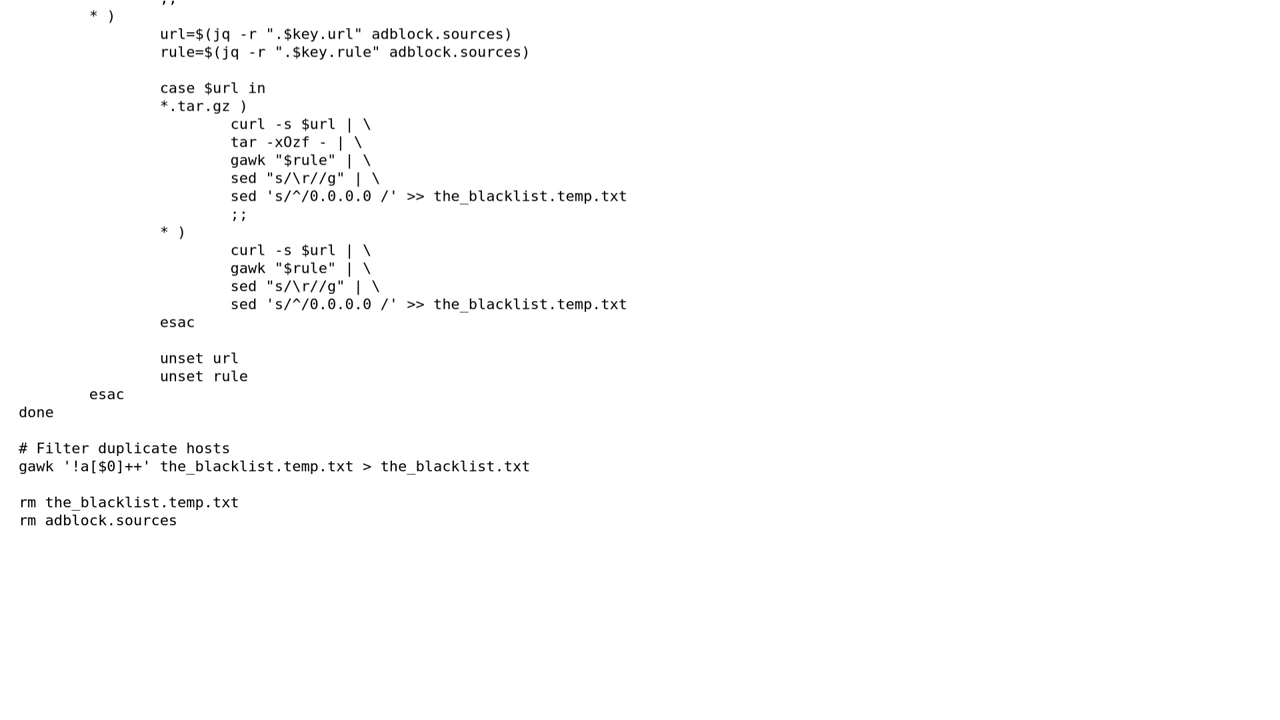 ;;
* )
url=$(jq -r ".$key.url" adblock.sources)
rule=$(jq -r ".$key.rule" adblock.sources)
case $url in
*.tar.gz )
curl -s $url | \
tar -xOzf - | \
gawk "$rule" | \
sed "s/\r//g" | \
sed 's/^/0.0.0.0 /' >> the_blacklist.temp.txt
;;
* )
curl -s $url | \
gawk "$rule" | \
sed "s/\r//g" | \
sed 's/^/0.0.0.0 /' >> the_blacklist.temp.txt
esac
unset url
unset rule
esac
done
# Filter duplicate hosts
gawk '!a[$0]++' the_blacklist.temp.txt > the_blacklist.txt
rm the_blacklist.temp.txt
rm adblock.sources